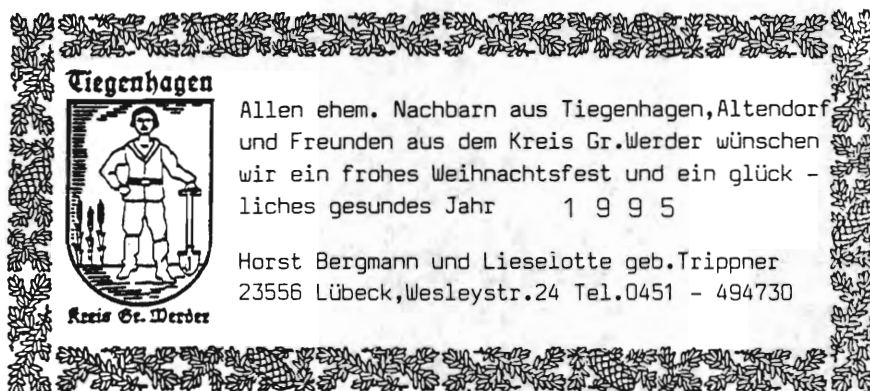 Tiegenhagen
Kreis Gr. Werder
Allen ehem. Nachbarn aus Tiegenhagen,Altendorf
und Freunden aus dem Kreis Gr.Werder wünschen
wir ein frohes Weihnachtsfest und ein glück -
liches gesundes Jahr 1 9 9 5
Horst Bergmann und Lieselotte geb.Trippner
23556 Lübeck,Wesleystr.24 Tel.0451 - 494730